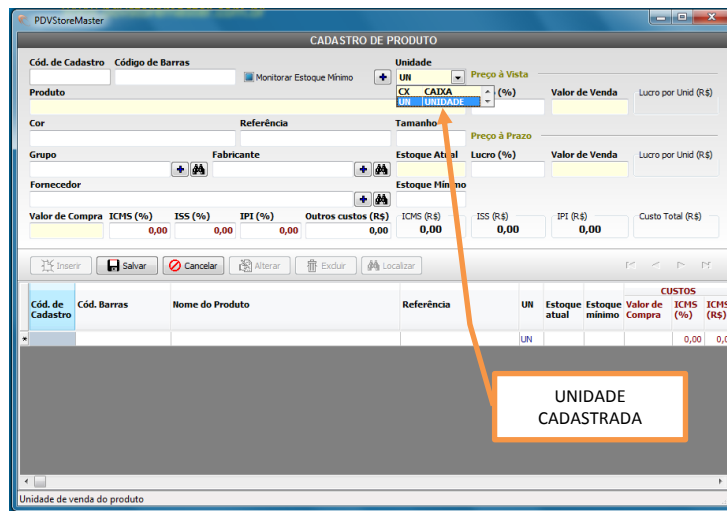 PDVStoreMaster
CADASTRO DE PRODUTO
Cód. de Cadastro Código de Barras Unidade
Monitorar Estoque Mínimo UN Preço à Vista
CX CAIXA
UN UNIDADE
Produto (%) Valor de Venda Lucro por Unid (R$)
Cor Referência Tamanho
Preço à Prazo
Grupo Fabricante Estoque Atual Lucro (%) Valor de Venda Lucro por Unid (R$)
Fornecedor Estoque Mínimo
Valor de Compra ICMS (%) ISS (%) IPI (%) Outros custos (R$) ICMS (R$) ISS (R$) IPI (R$) Custo Total (R$)
0,00 0,00 0,00 0,00 0,00 0,00 0,00
Inserir Salvar Cancelar Alterar Excluir Localizar
CUSTOS
Cód. de Cadastro Cód. Barras Nome do Produto Referência UN Estoque atual Estoque mínimo Valor de Compra ICMS (%) ICMS (R$)
UN 0,00 0,0
UNIDADE
CADASTRADA
Unidade de venda do produto